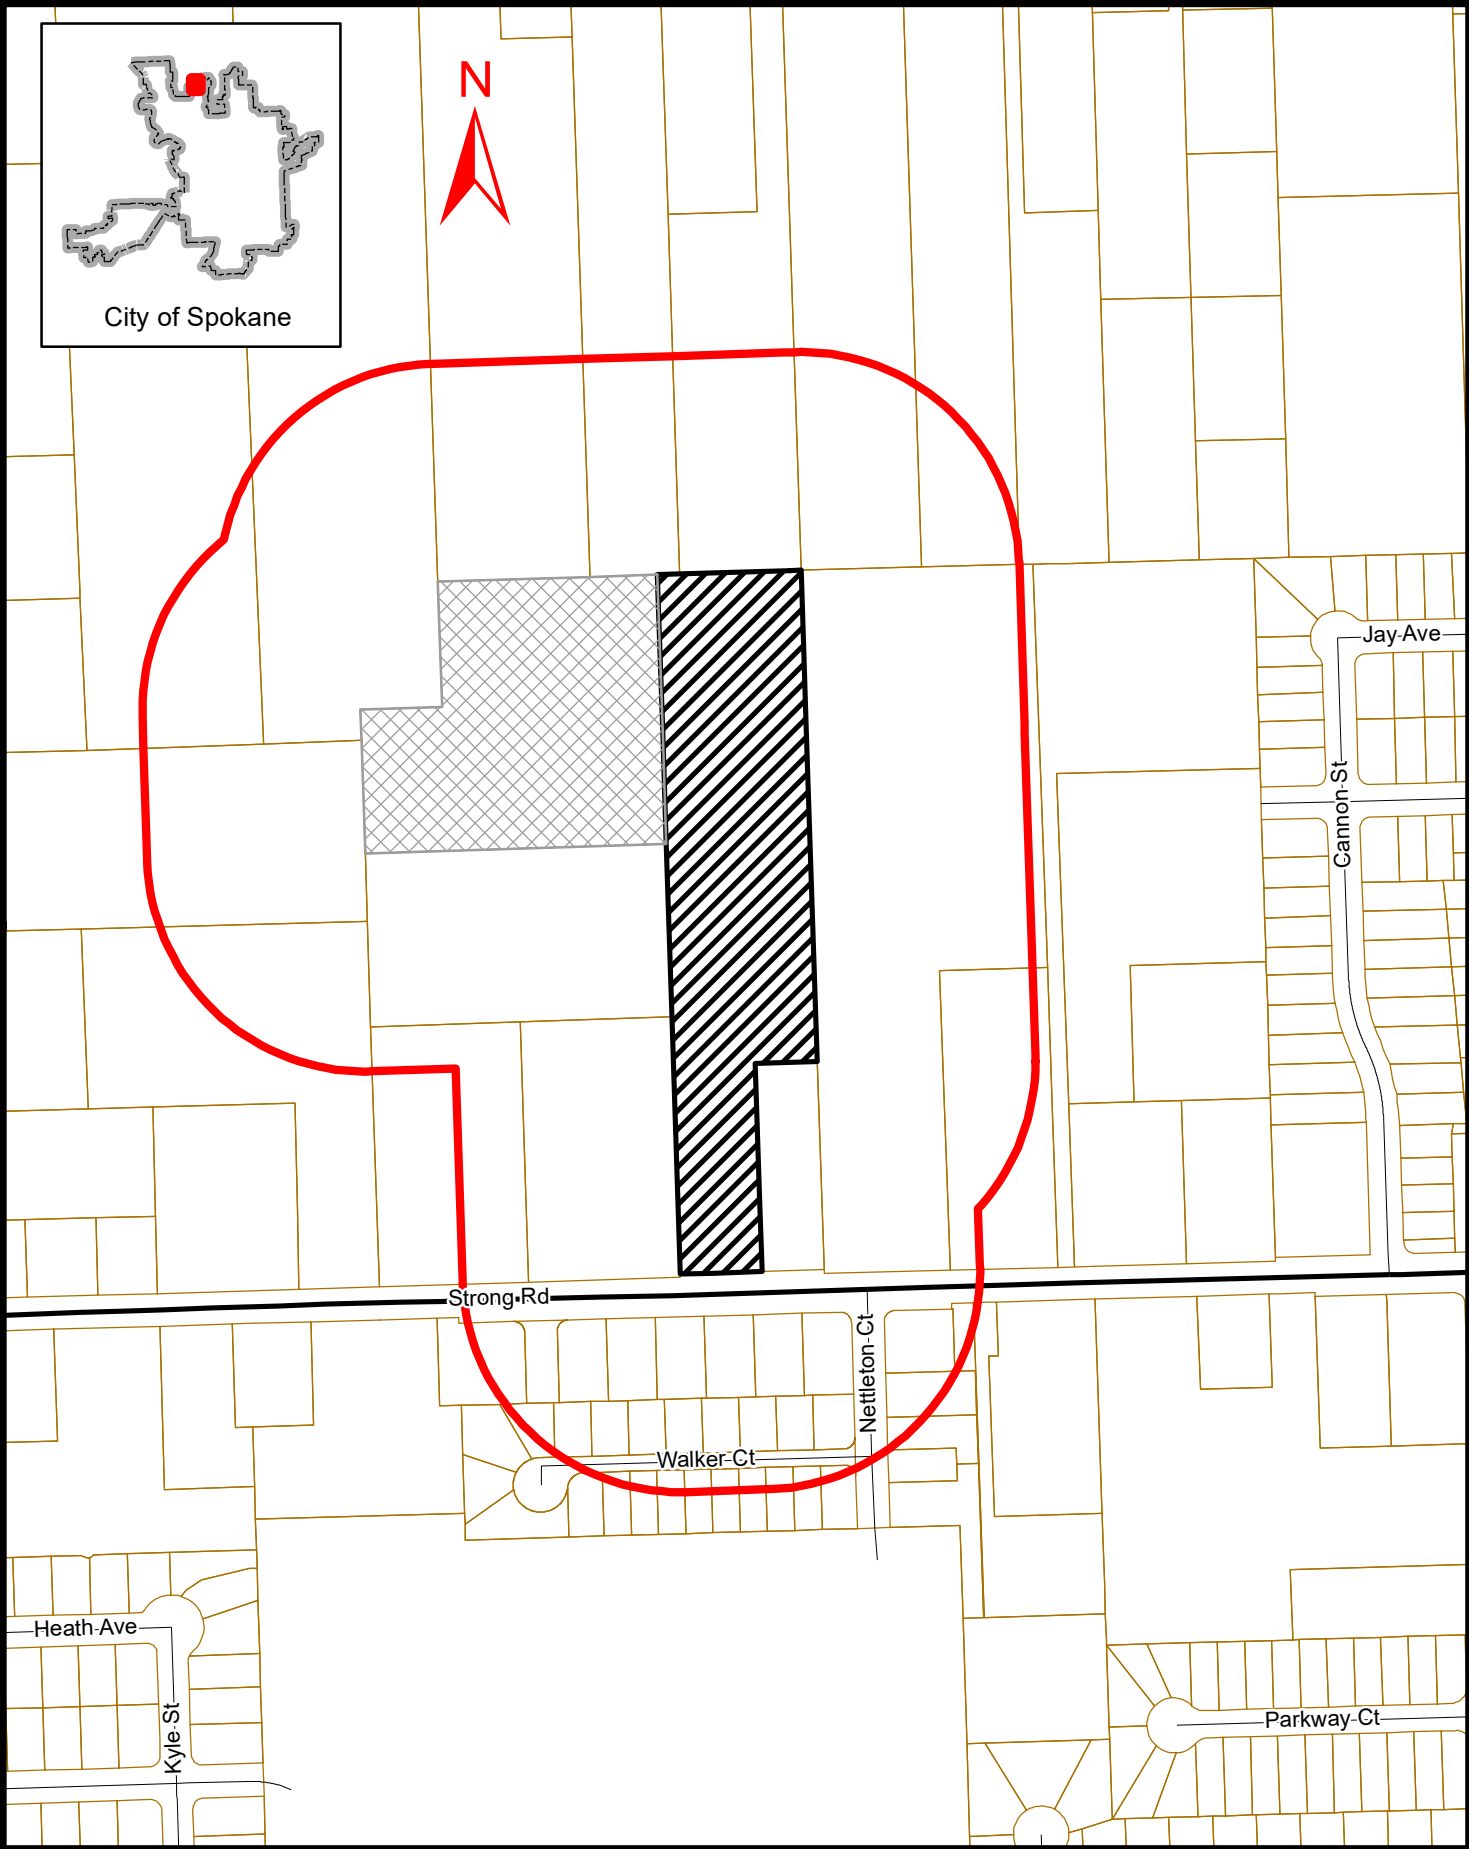 N
City of Spokane
Jay Ave
Cannon St
Strong Rd
Nettleton Ct
Walker Ct
Heath Ave
Kyle St
Parkway Ct